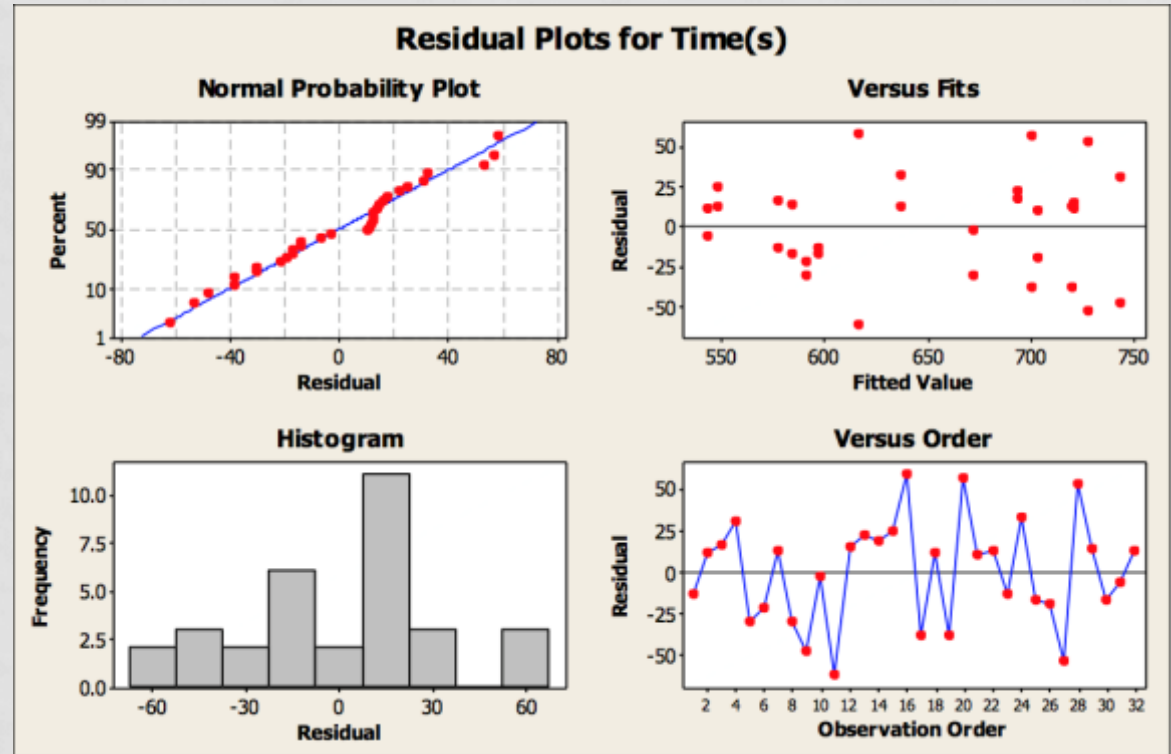 Residual Plots for Time(s)
Normal Probability Plot
99
90
50
10
1
Percent
-80 -40 0 40 80
Residual
Versus Fits
50
25
0
-25
-50
Residual
550 600 650 700 750
Fitted Value
Histogram
10.0
7.5
5.0
2.5
0.0
Frequency
-60 -30 0 30 60
Residual
Versus Order
50
25
0
-25
-50
Residual
2 4 6 8 10 12 14 16 18 20 22 24 26 28 30 32
Observation Order